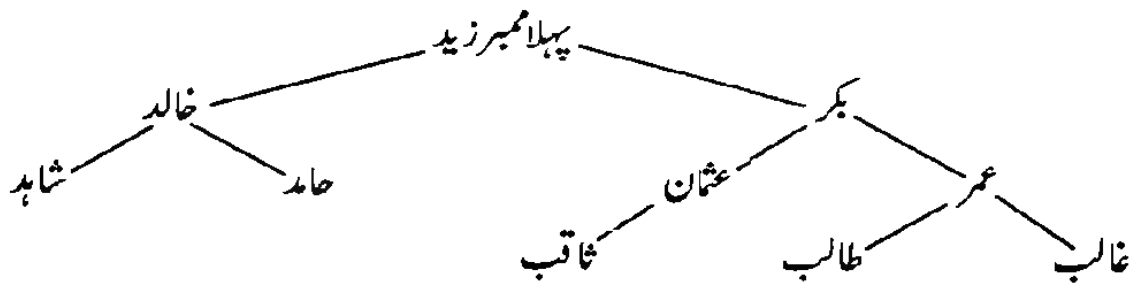 پہلا ممبر زید
بکر خالد
عمر عثمان حامد شاہد
غالب طالب ثاقب